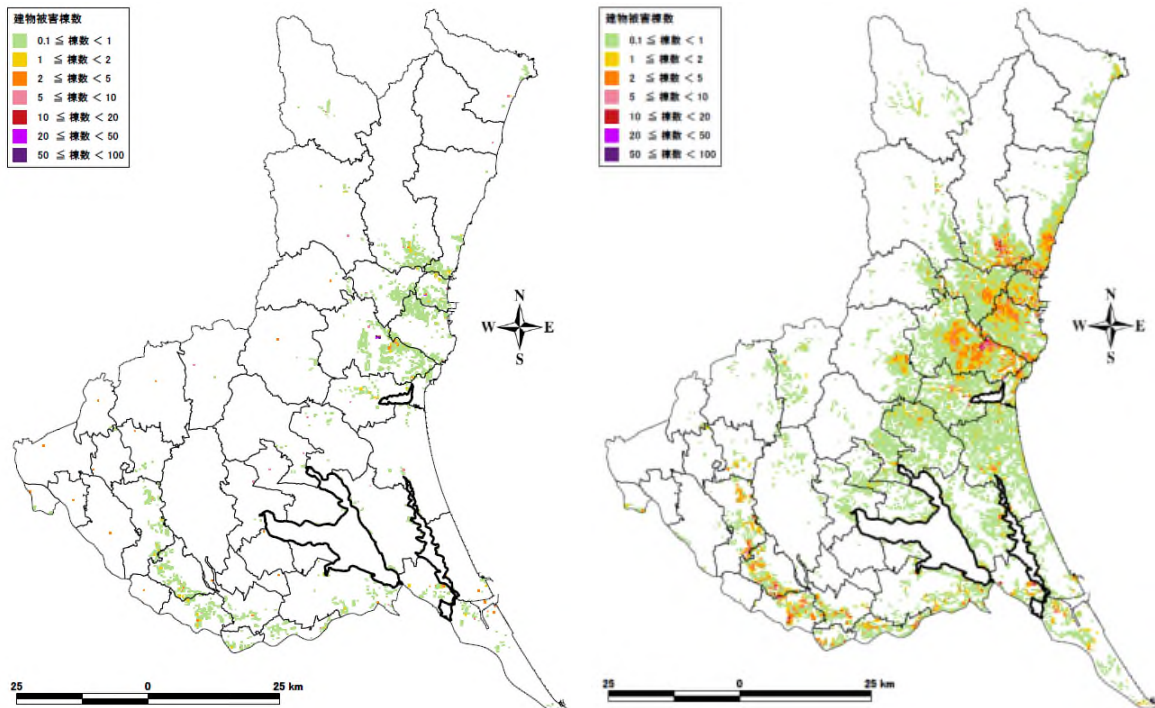 建物被害棟数
0.1 ≦ 棟数 < 1
1 ≦ 棟数 < 2
2 ≦ 棟数 < 5
5 ≦ 棟数 < 10
10 ≦ 棟数 < 20
20 ≦ 棟数 < 50
50 ≦ 棟数 < 100
N
W E
S
25 0 25 km
建物被害棟数
0.1 ≦ 棟数 < 1
1 ≦ 棟数 < 2
2 ≦ 棟数 < 5
5 ≦ 棟数 < 10
10 ≦ 棟数 < 20
20 ≦ 棟数 < 50
50 ≦ 棟数 < 100
N
W E
S
25 0 25 km